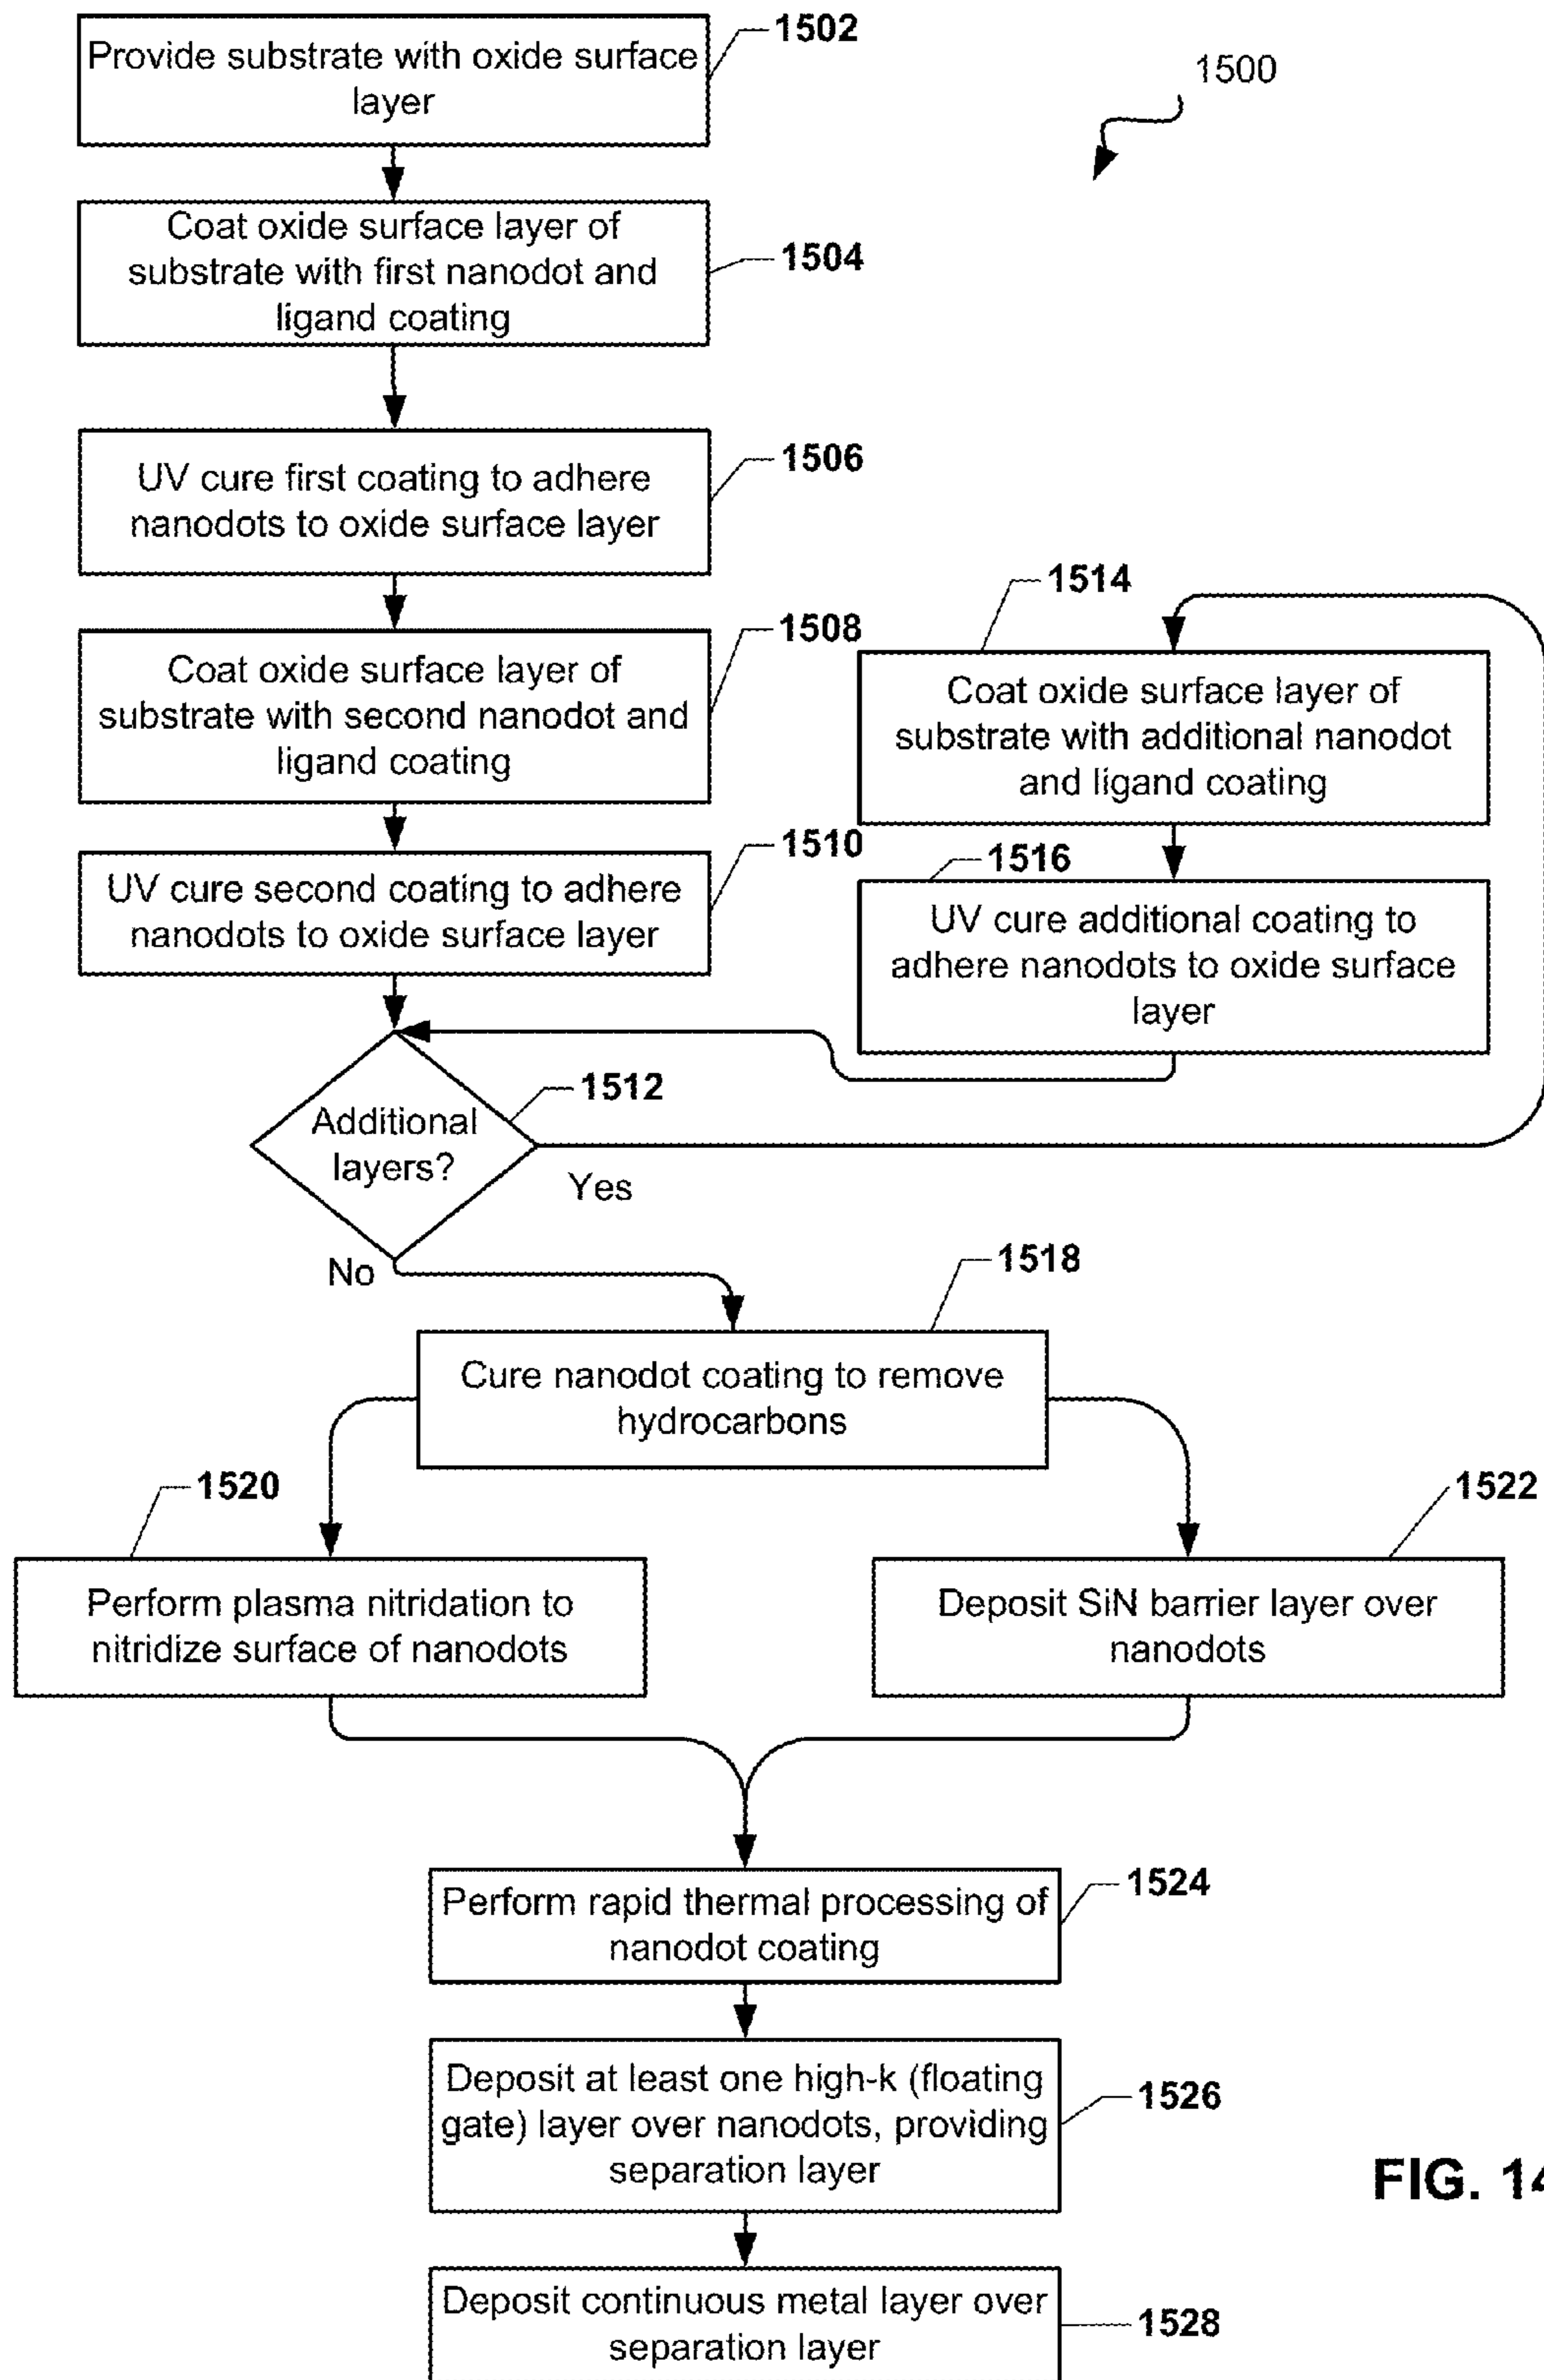 1502
Provide substrate with oxide surface
layer
1500
Coat oxide surface layer of
substrate with first nanodot and
ligand coating
1504
UV cure first coating to adhere
nanodots to oxide surface layer
1506
Coat oxide surface layer of
substrate with second nanodot and
ligand coating
1508
UV cure second coating to adhere
nanodots to oxide surface layer
1510
1514
Coat oxide surface layer of
substrate with additional nanodot
and ligand coating
1516
UV cure additional coating to
adhere nanodots to oxide surface
layer
Additional
layers?
1512
Yes
No
1518
Cure nanodot coating to remove
hydrocarbons
1520
Perform plasma nitridation to
nitridize surface of nanodots
1522
Deposit SiN barrier layer over
nanodots
Perform rapid thermal processing of
nanodot coating
1524
Deposit at least one high-k (floating
gate) layer over nanodots, providing
separation layer
1526
Deposit continuous metal layer over
separation layer
1528
FIG. 14